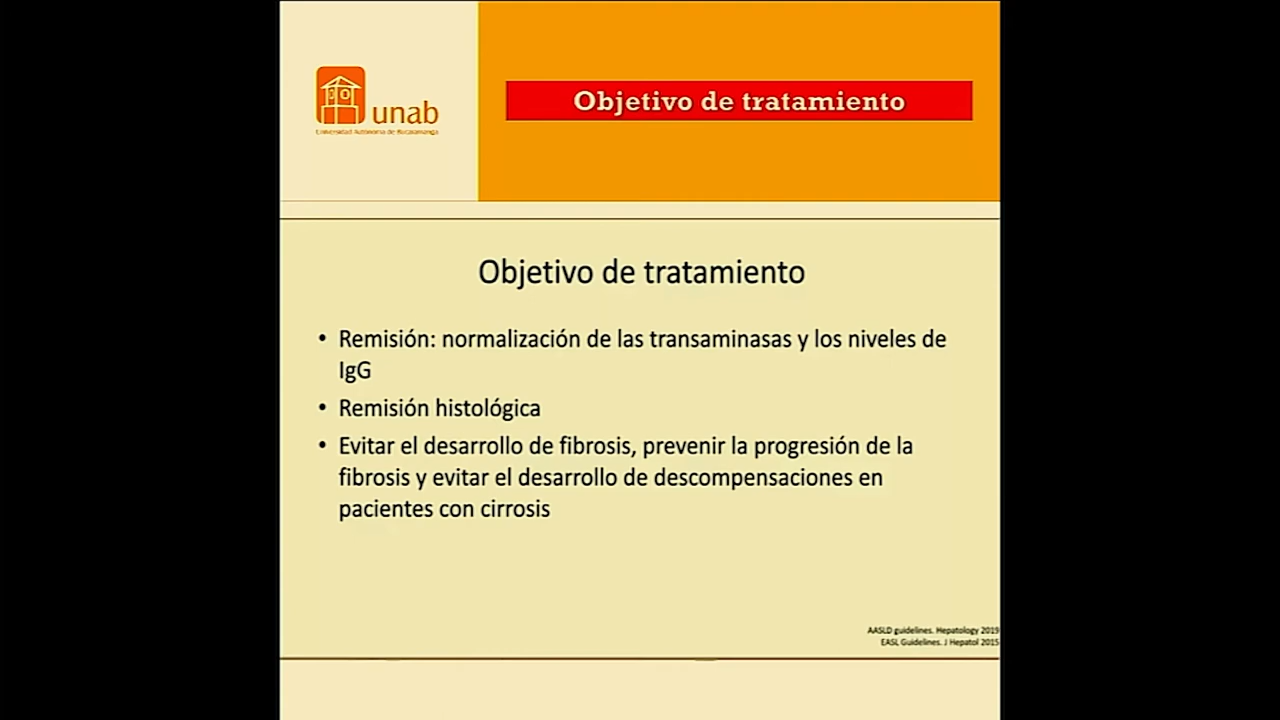 unab
Universidad Autónoma de Bucaramanga
Objetivo de tratamiento
Objetivo de tratamiento
• Remisión: normalización de las transaminasas y los niveles de
IgG
• Remisión histológica
• Evitar el desarrollo de fibrosis, prevenir la progresión de la
fibrosis y evitar el desarrollo de descompensaciones en
pacientes con cirrosis
AASLD guidelines. Hepatology 2019
EASL Guidelines. J Hepatol 2015